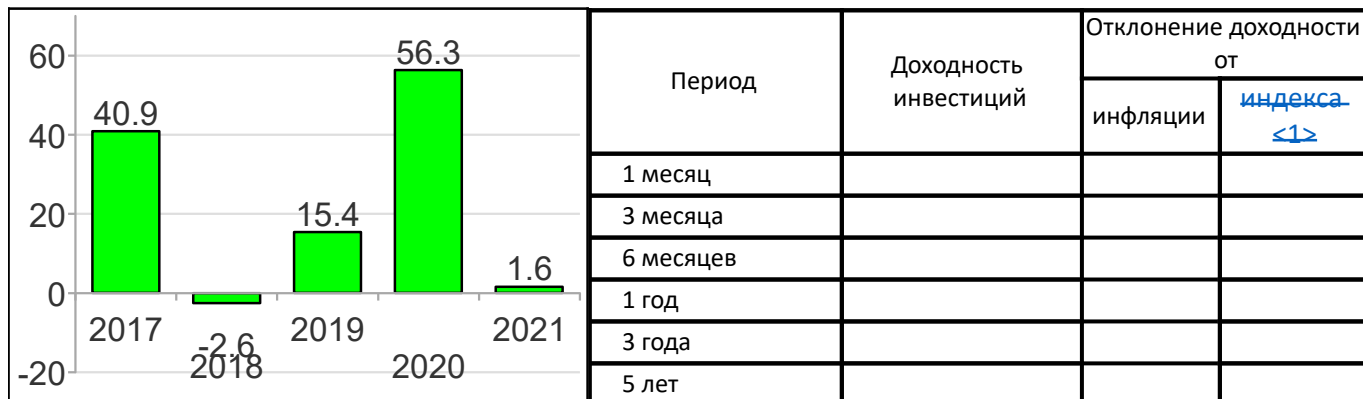 60
40
20
0
-20
40.9
-2.6
15.4
56.3
1.6
2017
2018
2019
2020
2021
Период
Доходность
инвестиций
Отклонение доходности
от
инфляции
индекса
<1>
1 месяц
3 месяца
6 месяцев
1 год
3 года
5 лет